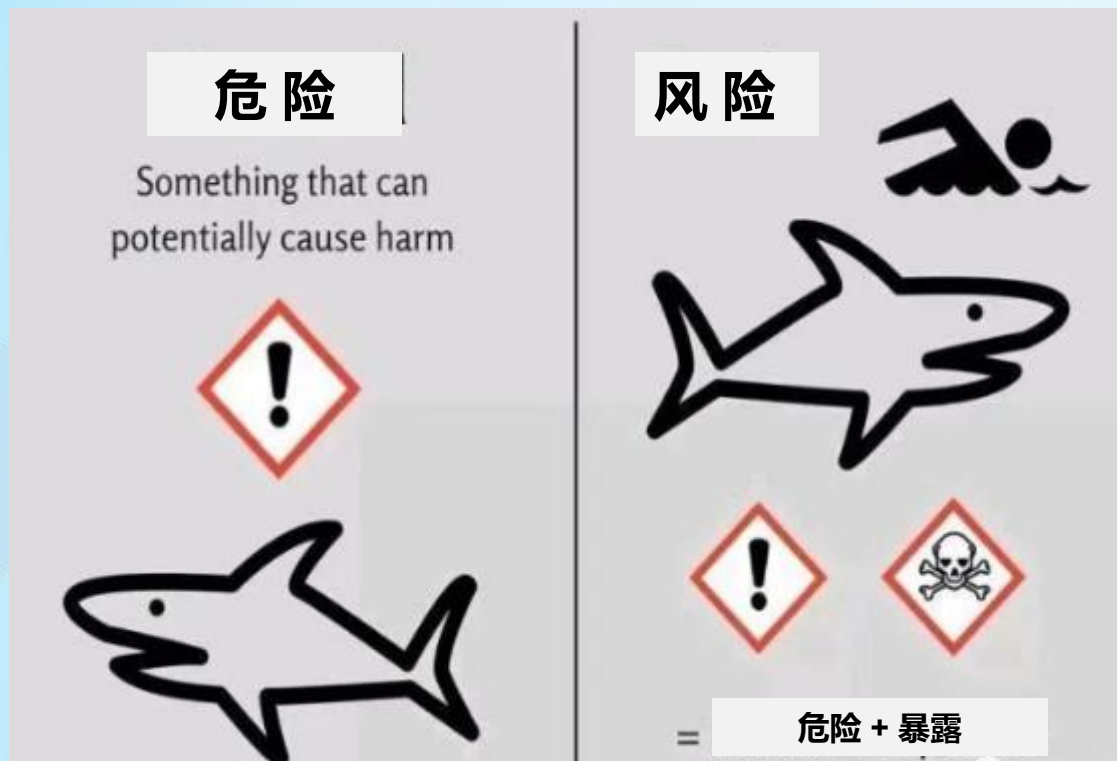 危险
Something that can
potentially cause harm
风险
= 危险 + 暴露